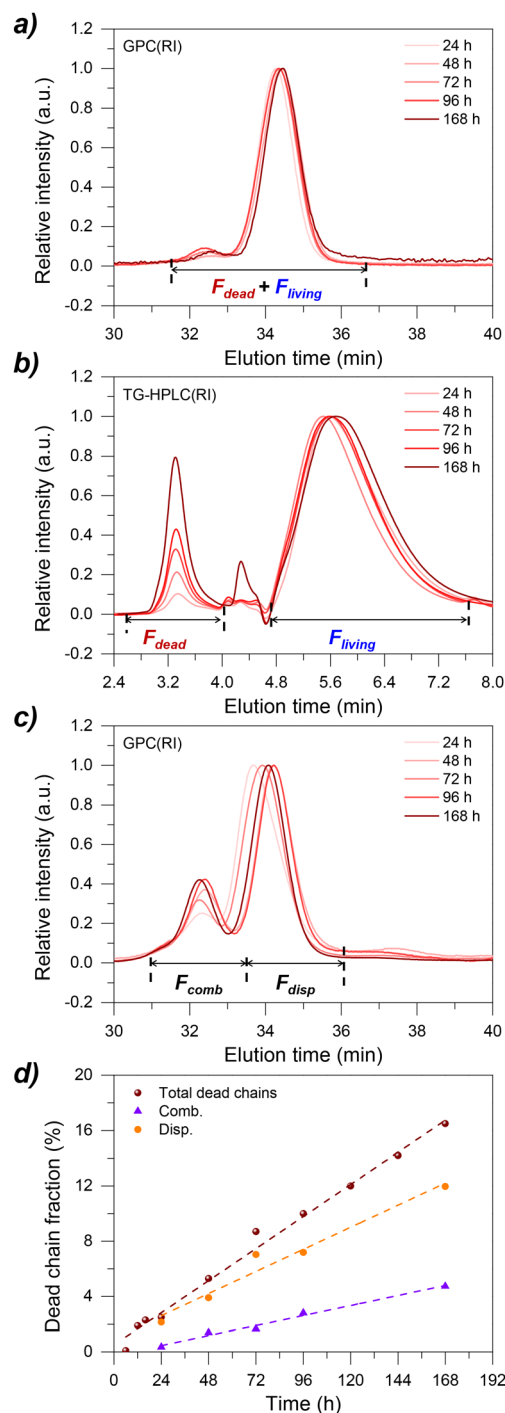 a)
GPC(RI)
24 h
48 h
72 h
96 h
168 h
Relative intensity (a.u.)
1.2
1.0
0.8
0.6
0.4
0.2
0.0
-0.2
F_dead + F_living
30 32 34 36 38 40
Elution time (min)
b)
TG-HPLC(RI)
24 h
48 h
72 h
96 h
168 h
Relative intensity (a.u.)
1.2
1.0
0.8
0.6
0.4
0.2
0.0
-0.2
F_dead F_living
2.4 3.2 4.0 4.8 5.6 6.4 7.2 8.0
Elution time (min)
c)
GPC(RI)
24 h
48 h
72 h
96 h
168 h
Relative intensity (a.u.)
1.2
1.0
0.8
0.6
0.4
0.2
0.0
-0.2
F_comb F_disp
30 32 34 36 38 40
Elution time (min)
d)
Total dead chains
Comb.
Disp.
Dead chain fraction (%)
20
16
12
8
4
0
0 24 48 72 96 120 144 168 192
Time (h)